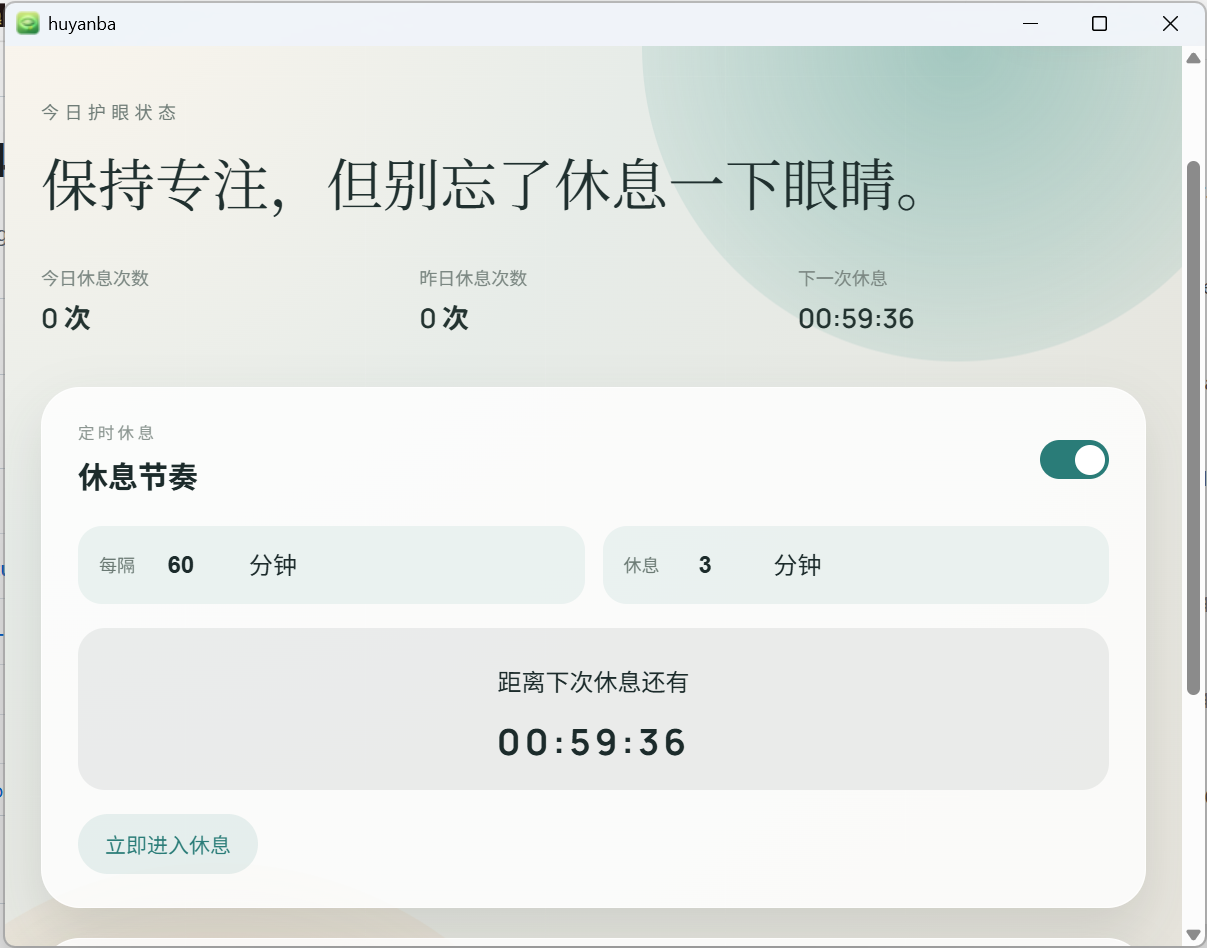 huyanba
今日护眼状态
保持专注，但别忘了休息一下眼睛。
今日休息次数
昨日休息次数
下一次休息
0 次
0 次
00:59:36
定时休息
休息节奏
每隔 60 分钟
休息 3 分钟
距离下次休息还有
00:59:36
立即进入休息